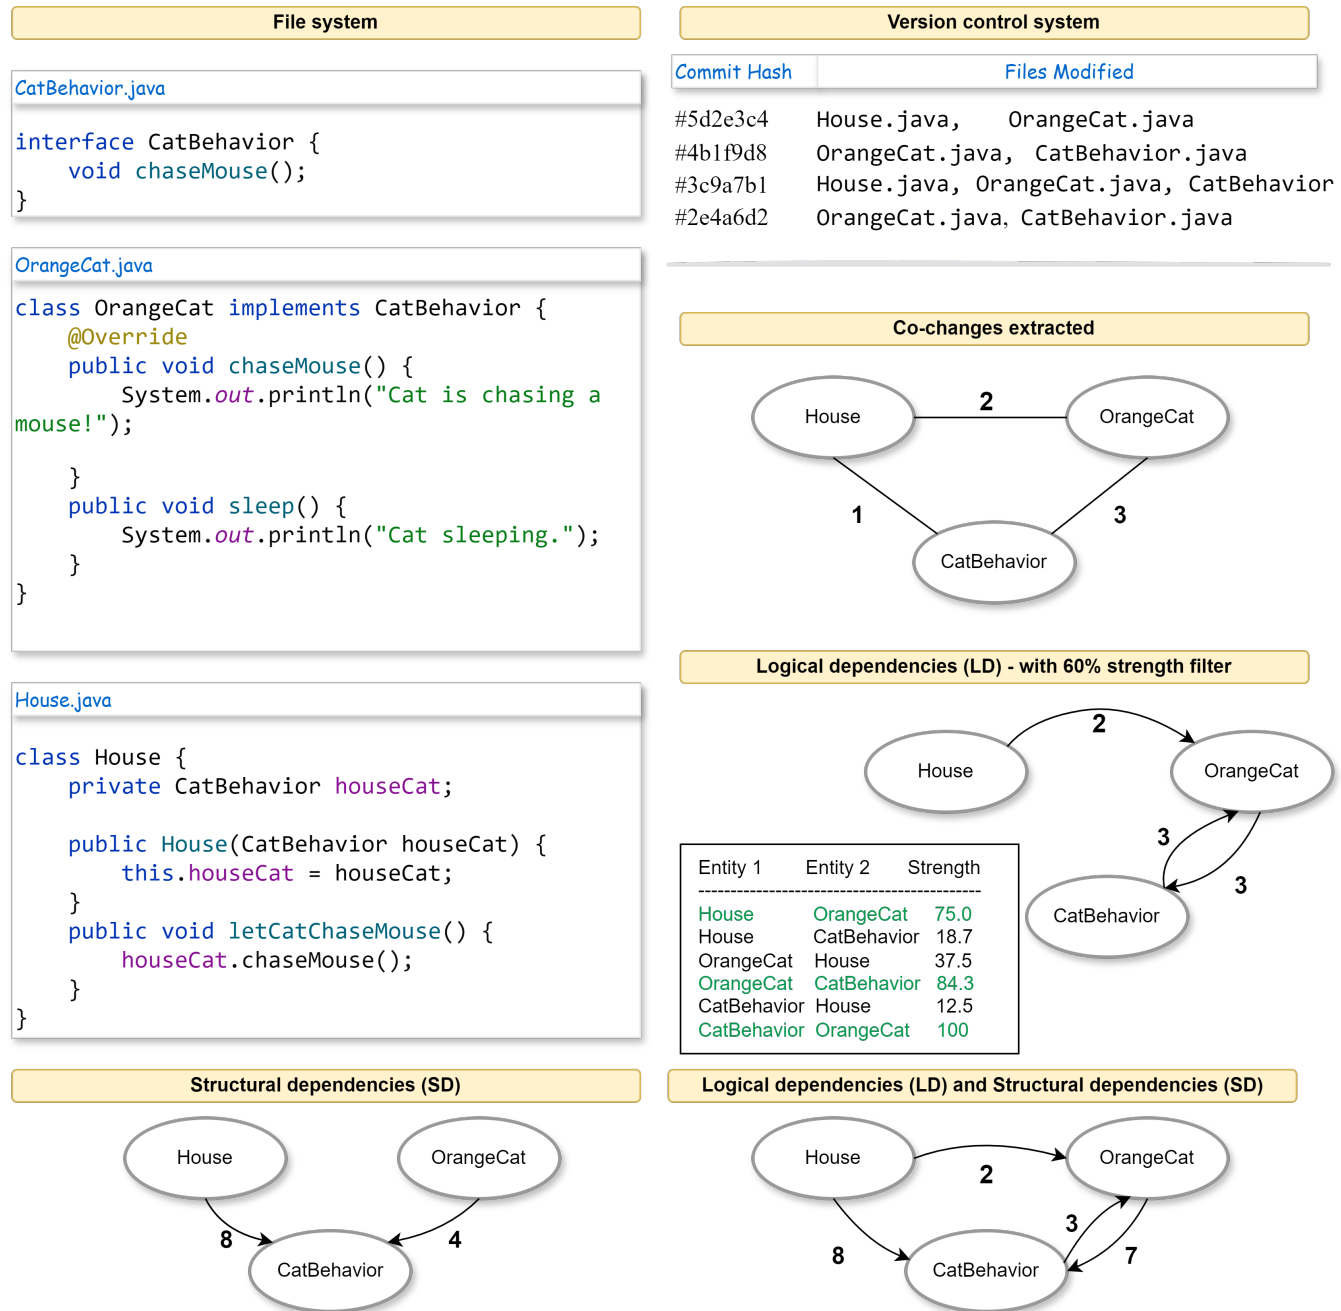 File system
CatBehavior.java
interface CatBehavior {
    void chaseMouse();
}
OrangeCat.java
class OrangeCat implements CatBehavior {
    @Override
    public void chaseMouse() {
        System.out.println("Cat is chasing a
mouse!");
    }
    public void sleep() {
        System.out.println("Cat sleeping.");
    }
}
House.java
class House {
    private CatBehavior houseCat;
    public House(CatBehavior houseCat) {
        this.houseCat = houseCat;
    }
    public void letCatChaseMouse() {
        houseCat.chaseMouse();
    }
}
Structural dependencies (SD)
House
OrangeCat
8
4
CatBehavior
Version control system
Commit Hash Files Modified
#5d2e3c4 House.java, OrangeCat.java
#4b1f9d8 OrangeCat.java, CatBehavior.java
#3c9a7b1 House.java, OrangeCat.java, CatBehavior
#2e4a6d2 OrangeCat.java, CatBehavior.java
Co-changes extracted
House
2
OrangeCat
1
3
CatBehavior
Logical dependencies (LD) - with 60% strength filter
2
House
OrangeCat
3
3
CatBehavior
Entity 1 Entity 2 Strength
--------------------------------------------
House OrangeCat 75.0
House CatBehavior 18.7
OrangeCat House 37.5
OrangeCat CatBehavior 84.3
CatBehavior House 12.5
CatBehavior OrangeCat 100
Logical dependencies (LD) and Structural dependencies (SD)
House
2
OrangeCat
8
3
7
CatBehavior